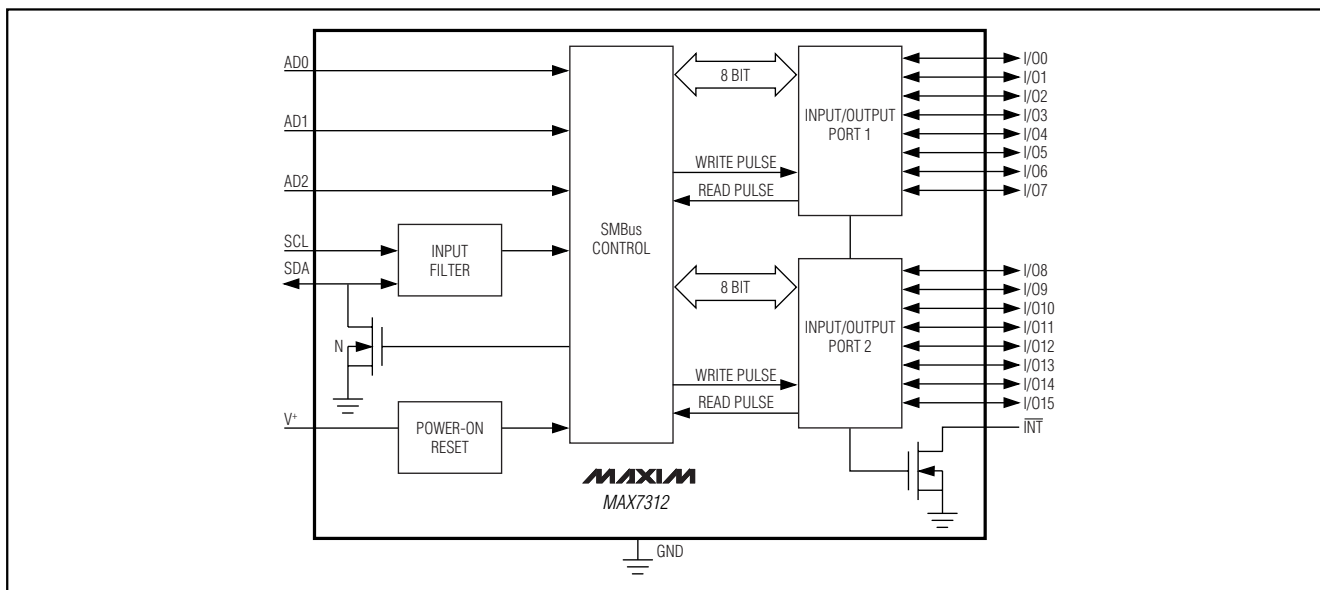 AD0
AD1
AD2
SCL
SDA
N
V+
INPUT
FILTER
POWER-ON
RESET
SMBus
CONTROL
8 BIT
WRITE PULSE
READ PULSE
8 BIT
WRITE PULSE
READ PULSE
INPUT/OUTPUT
PORT 1
INPUT/OUTPUT
PORT 2
I/O0
I/O1
I/O2
I/O3
I/O4
I/O5
I/O6
I/O7
I/O8
I/O9
I/O10
I/O11
I/O12
I/O13
I/O14
I/O15
INT
MAXIM
MAX7312
GND